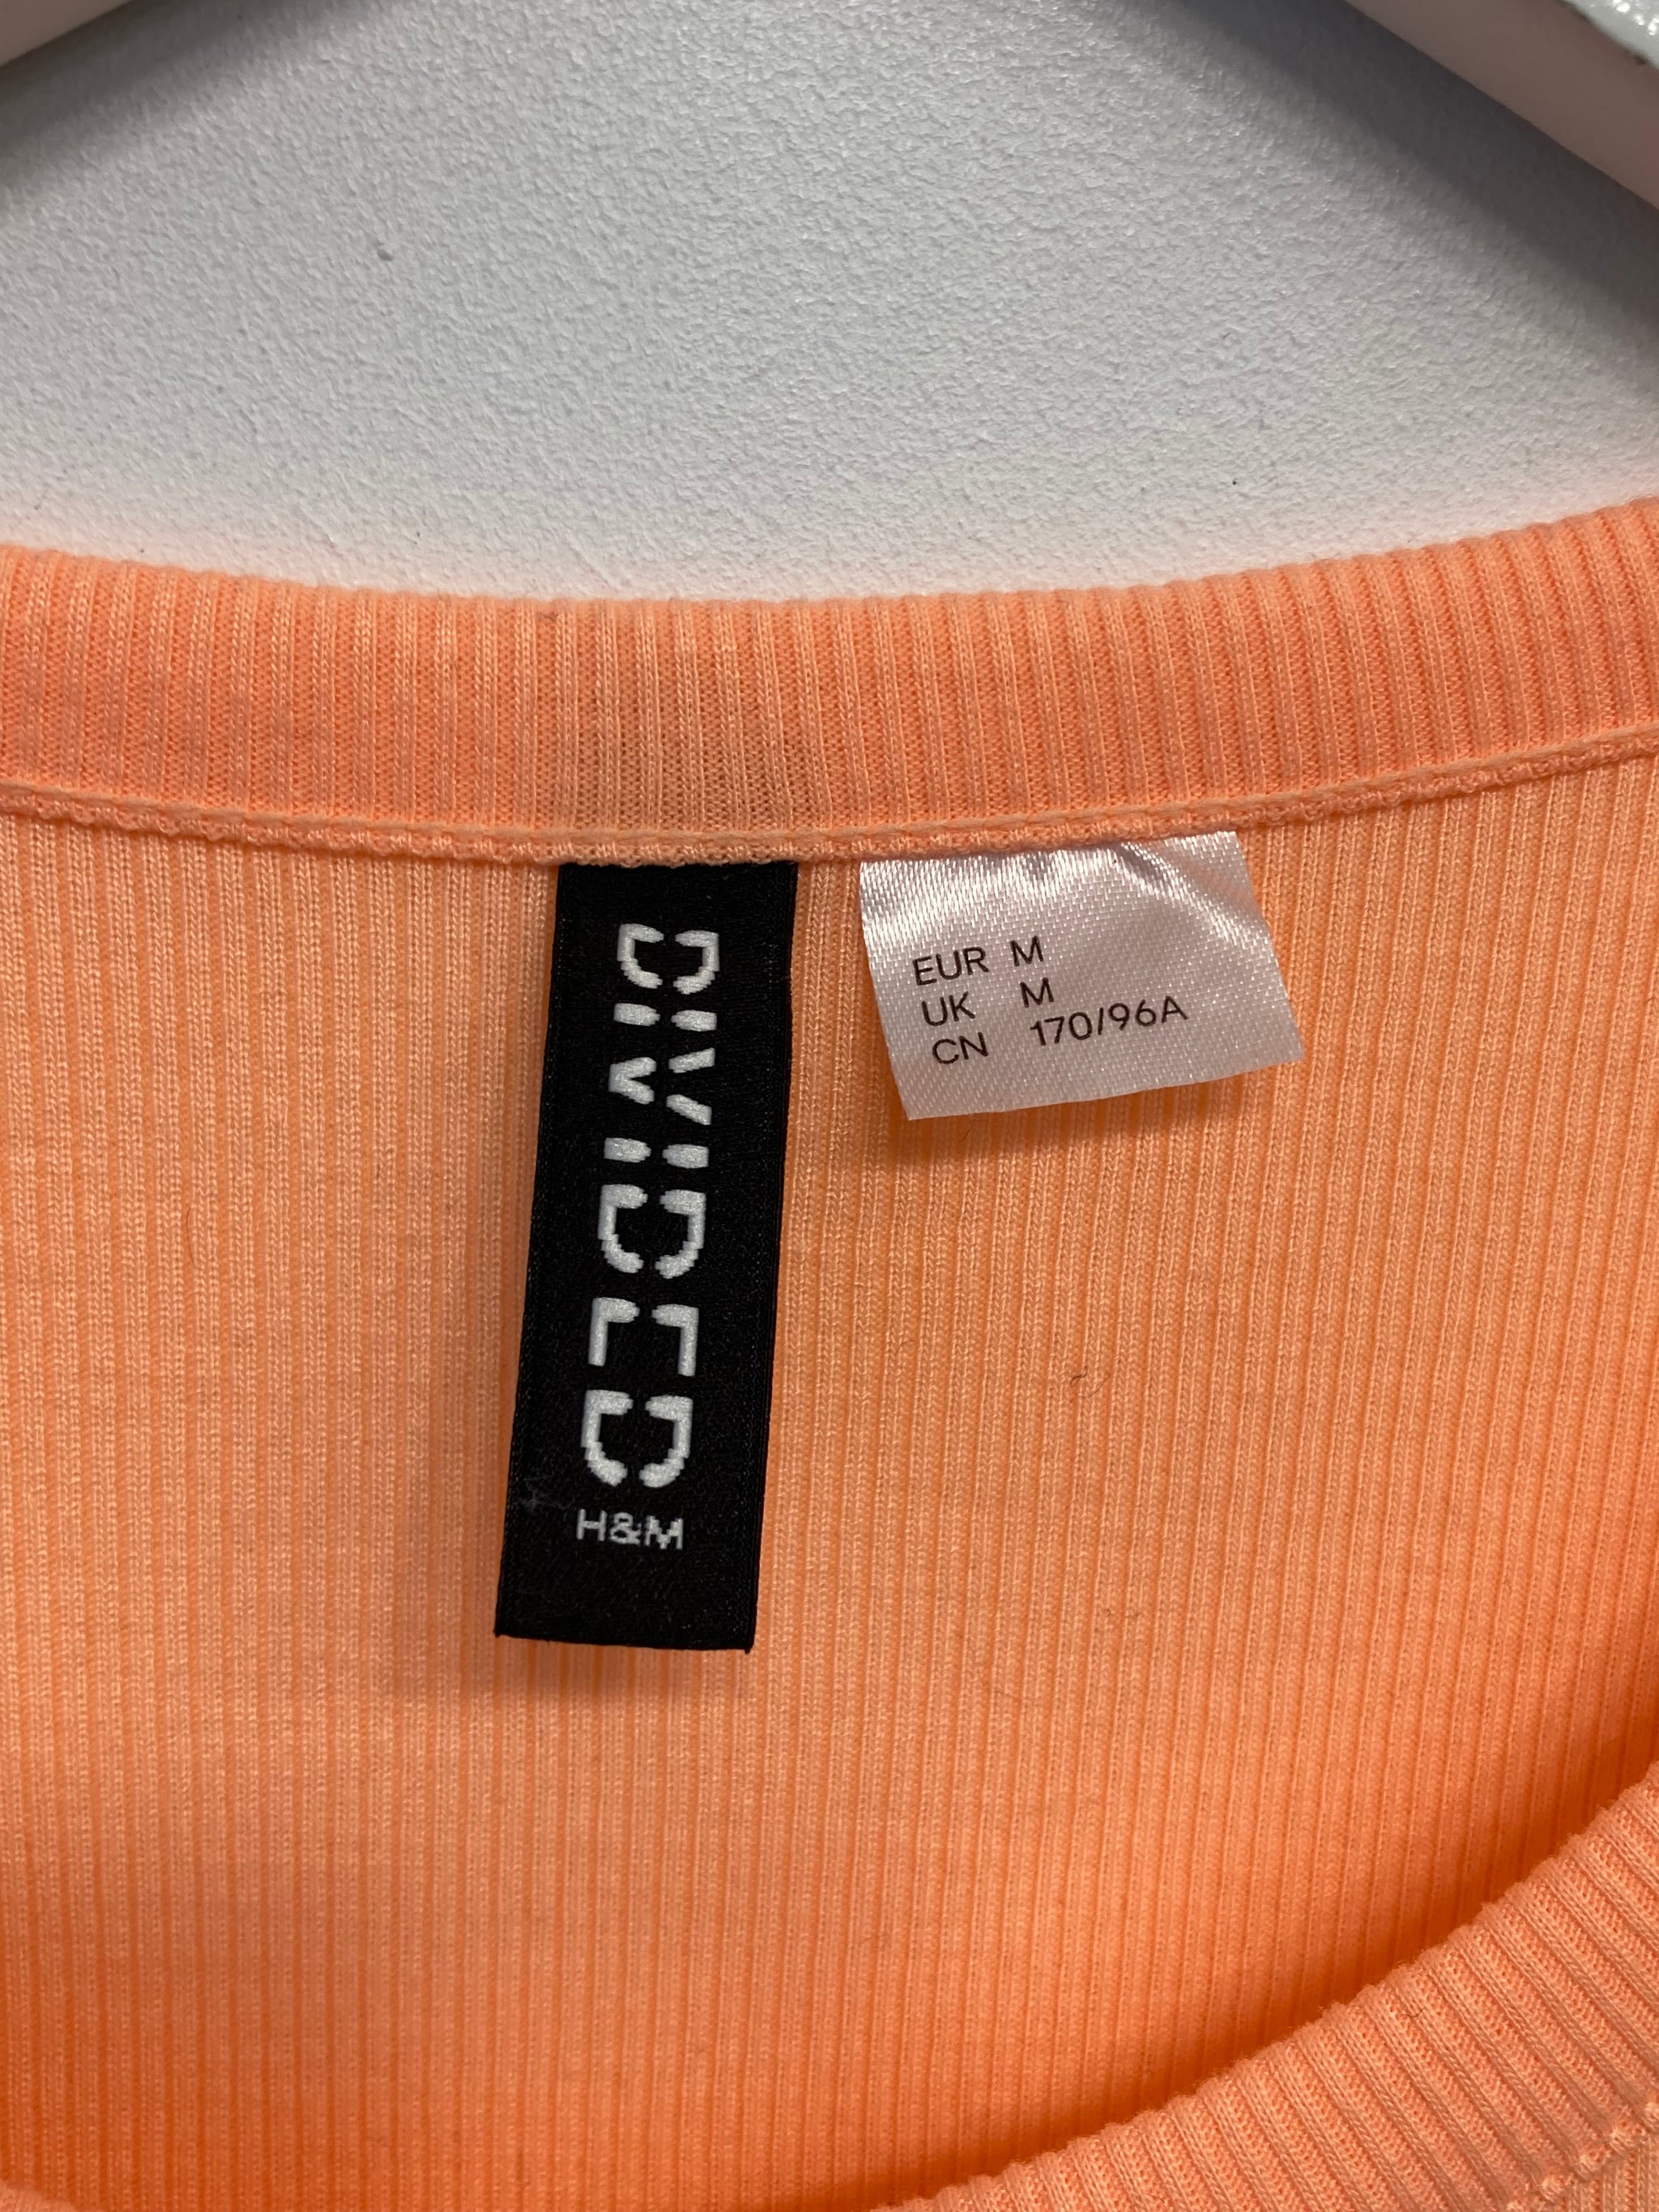 DIVIDED
H&M
EUR M
UK M
CN 170/96A